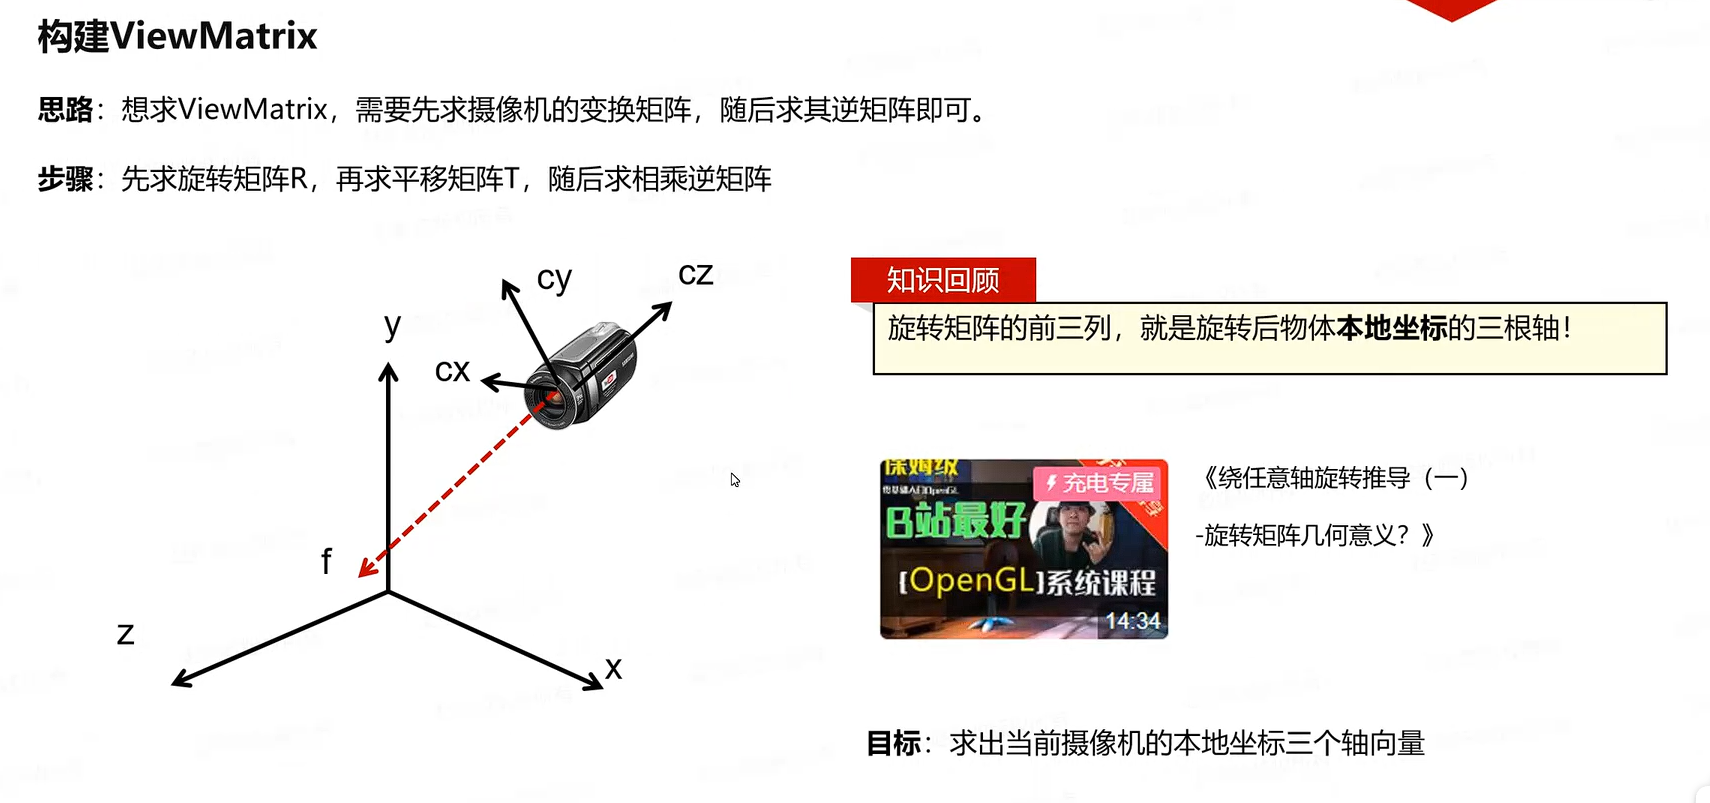 构建ViewMatrix
思路：想求ViewMatrix，需要先求摄像机的变换矩阵，随后求其逆矩阵即可。
步骤：先求旋转矩阵R，再求平移矩阵T，随后求相乘逆矩阵
cy
cz
y
cx
f
z
x
知识回顾
旋转矩阵的前三列，就是旋转后物体本地坐标的三根轴！
保姆级
充电专属
B站最好
[OpenGL]系统课程
14:34
《绕任意轴旋转推导（一）
-旋转矩阵几何意义？》
目标：求出当前摄像机的本地坐标三个轴向量